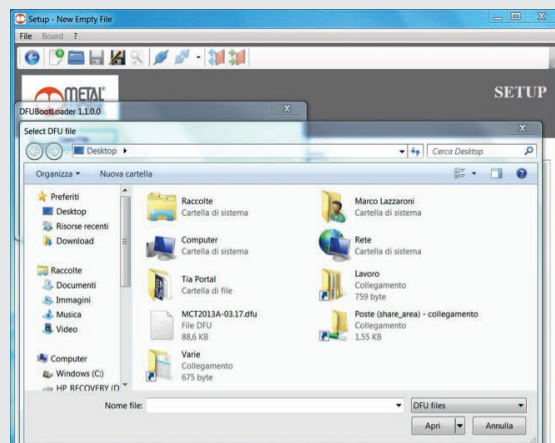 Setup - New Empty File
File Board ?
METAL
SETUP
DFUBootLoader 1.1.0.0
Select DFU file
Desktop
Cerca Desktop
Organizza
Nuova cartella
Preferiti
Desktop
Risorse recenti
Download
Raccolte
Documenti
Immagini
Musica
Video
Computer
Windows (C:)
HP_RECOVERY (D
Raccolte
Cartella di sistema
Marco Lazzaroni
Cartella di sistema
Computer
Cartella di sistema
Rete
Cartella di sistema
Tia Portal
Cartella di file
Lavoro
Collegamento
759 byte
MCT2013A-03.17.dfu
File DFU
88,6 KB
Poste (share_area) - collegamento
Collegamento
1,55 KB
Varie
Collegamento
675 byte
Nome file:
DFU files
Apri
Annulla